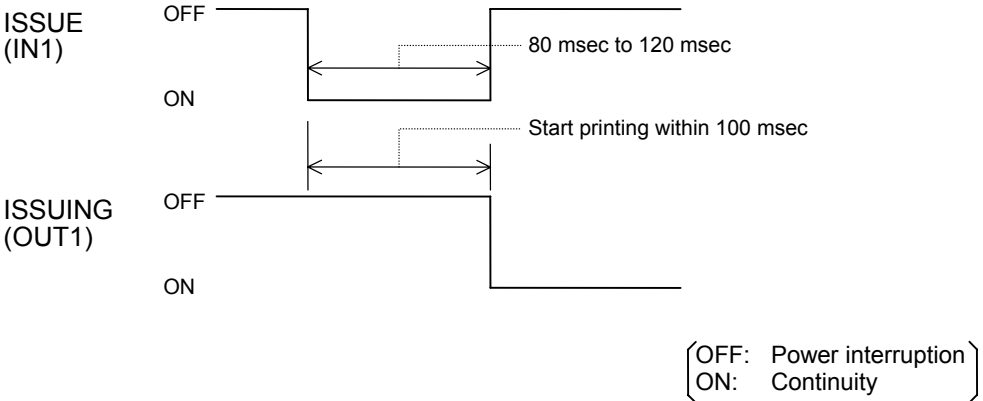 ISSUE
(IN1)
OFF
80 msec to 120 msec
ON
Start printing within 100 msec
ISSUING
(OUT1)
OFF
ON
OFF: Power interruption
ON: Continuity